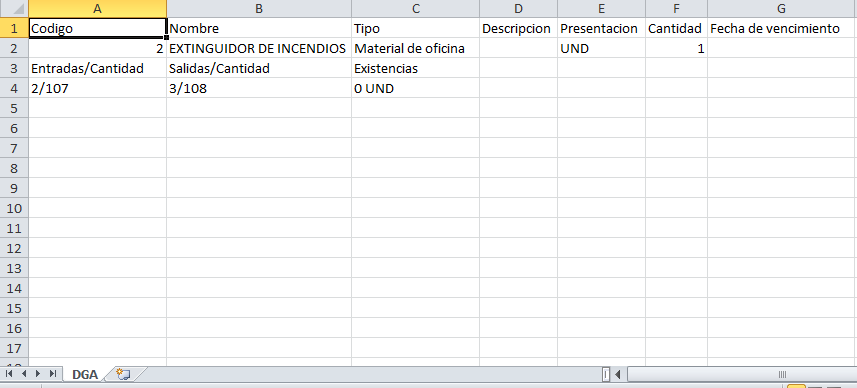 A B C D E F G
1 Codigo Nombre Tipo Descripcion Presentacion Cantidad Fecha de vencimiento
2 2 EXTINGUIDOR DE INCENDIOS Material de oficina UND 1
3 Entradas/Cantidad Salidas/Cantidad Existencias
4 2/107 3/108 0 UND
5
6
7
8
9
10
11
12
13
14
15
16
17
DGA